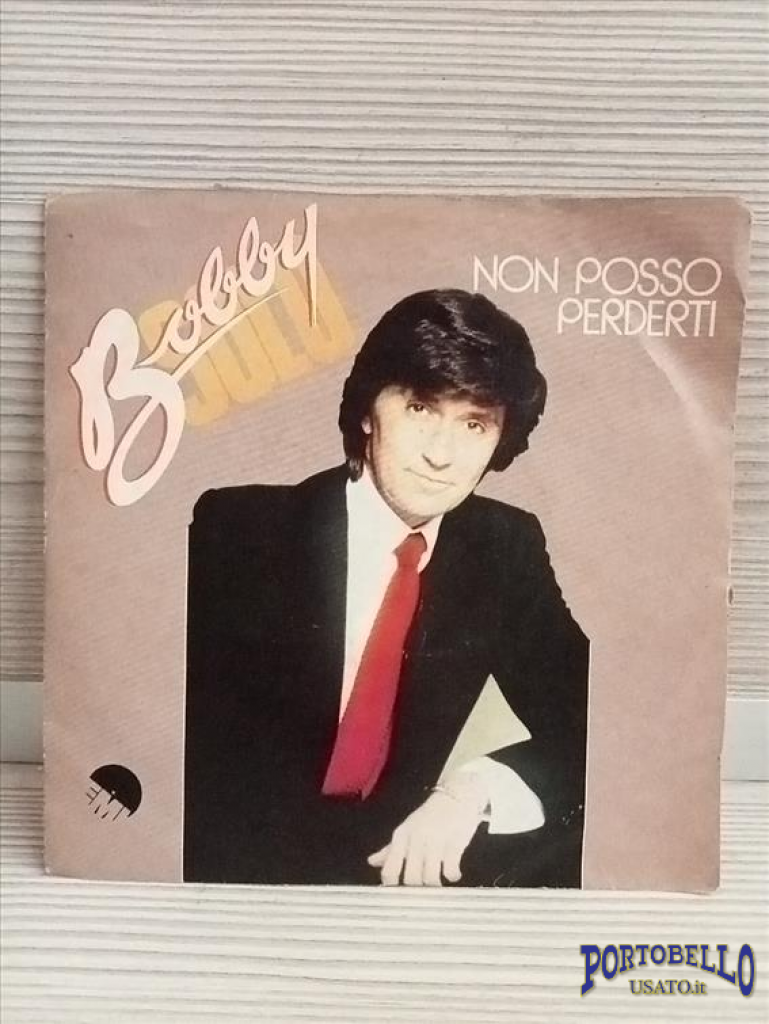 Bobby
SOLO
NON POSSO
PERDERTI
EMI
PORTOBELLO
USATO.it